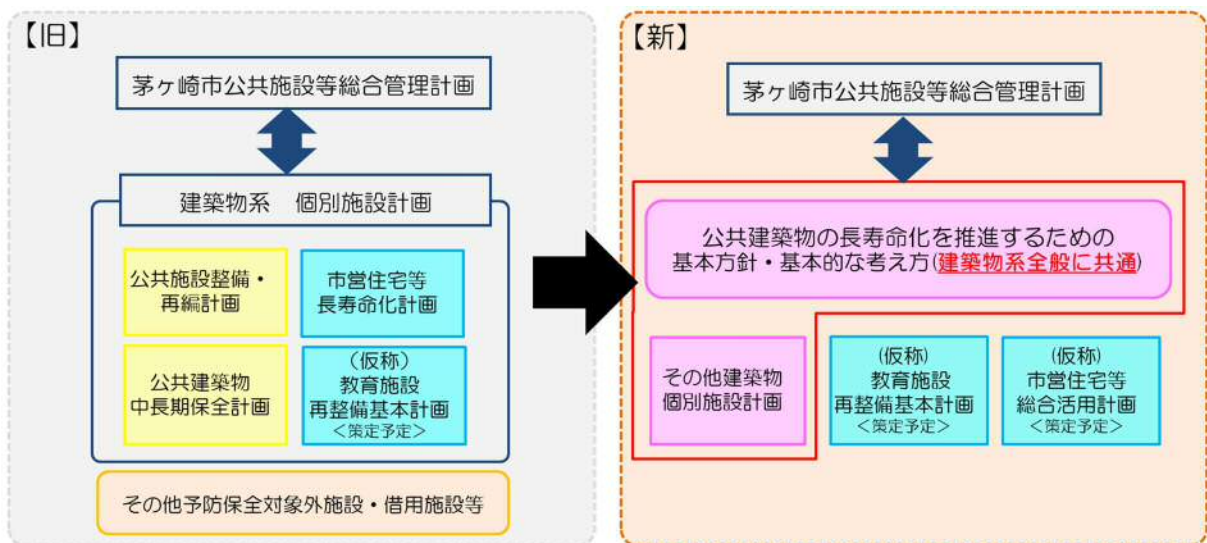 【旧】
茅ヶ崎市公共施設等総合管理計画
建築物系　個別施設計画
公共施設整備・
再編計画
市営住宅等
長寿命化計画
公共建築物
中長期保全計画
（仮称）
教育施設
再整備基本計画
＜策定予定＞
その他予防保全対象外施設・借用施設等
【新】
茅ヶ崎市公共施設等総合管理計画
公共建築物の長寿命化を推進するための
基本方針・基本的な考え方(建築物系全般に共通)
その他建築物
個別施設計画
(仮称)
教育施設
再整備基本計画
＜策定予定＞
(仮称)
市営住宅等
総合活用計画
＜策定予定＞